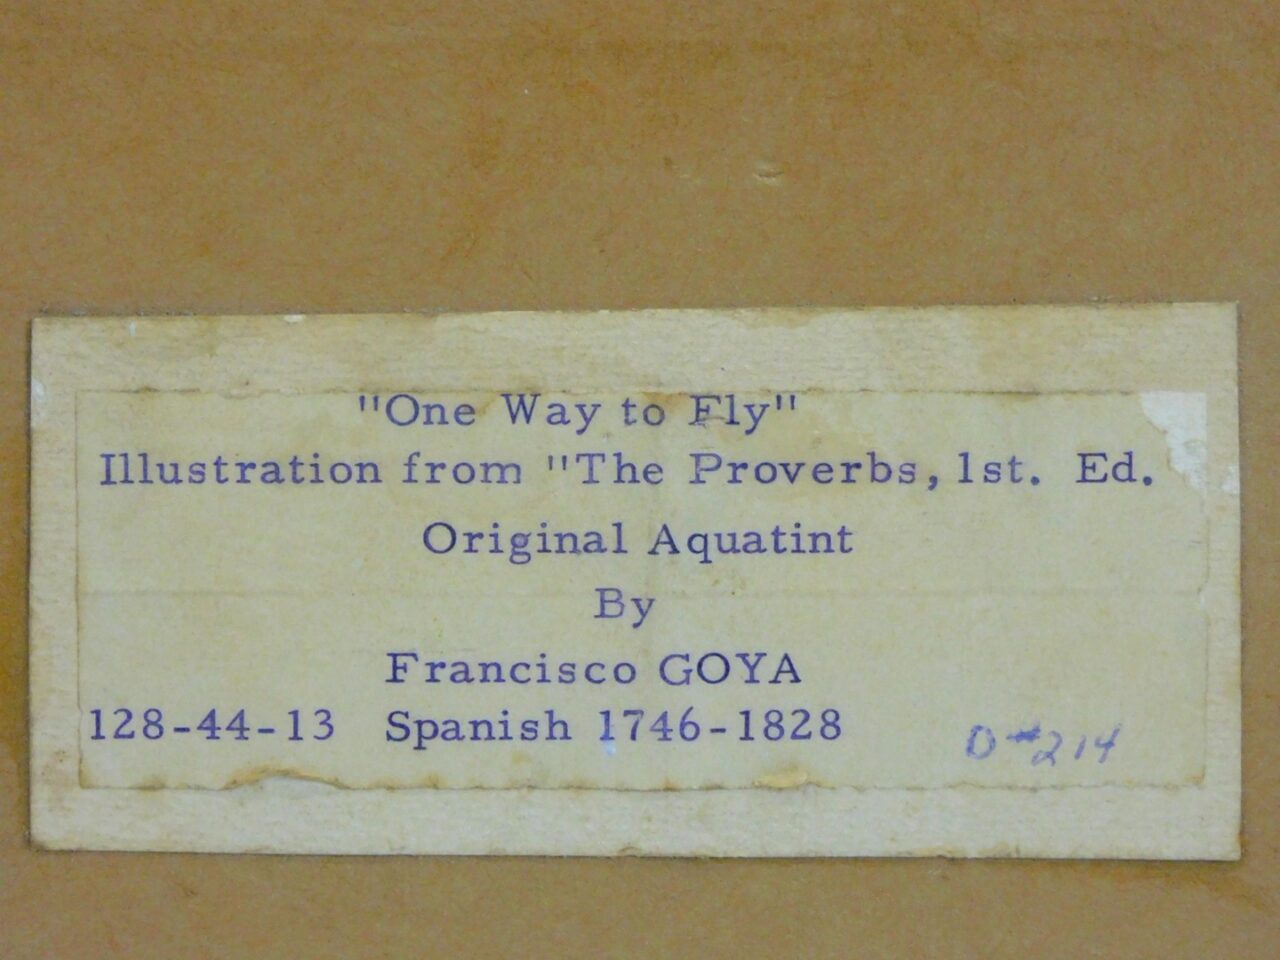 "One Way to Fly"
Illustration from "The Proverbs, 1st. Ed.
Original Aquatint
By
Francisco GOYA
128-44-13 Spanish 1746-1828
D#214